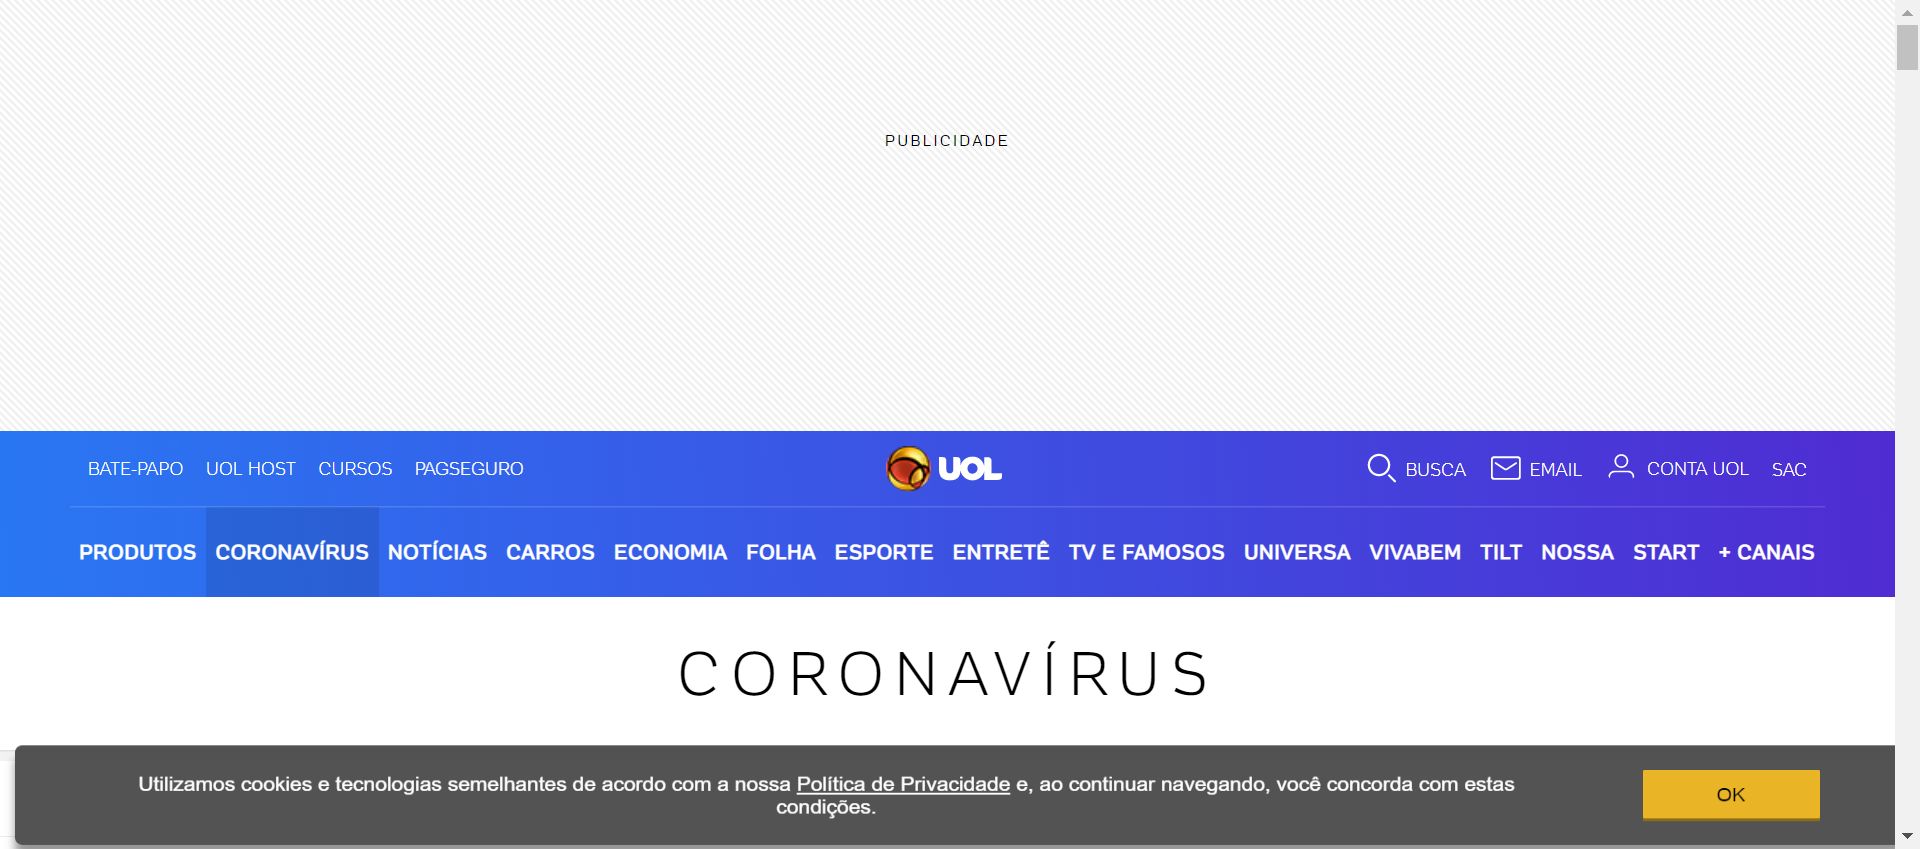 PUBLICIDADE
BATE-PAPO UOL HOST CURSOS PAGSEGURO UOL BUSCA EMAIL CONTA UOL SAC
PRODUTOS CORONAVÍRUS NOTÍCIAS CARROS ECONOMIA FOLHA ESPORTE ENTRETÊ TV E FAMOSOS UNIVERSA VIVABEM TILT NOSSA START + CANAIS
CORONAVÍRUS
Utilizamos cookies e tecnologias semelhantes de acordo com a nossa Política de Privacidade e, ao continuar navegando, você concorda com estas
condições.
OK